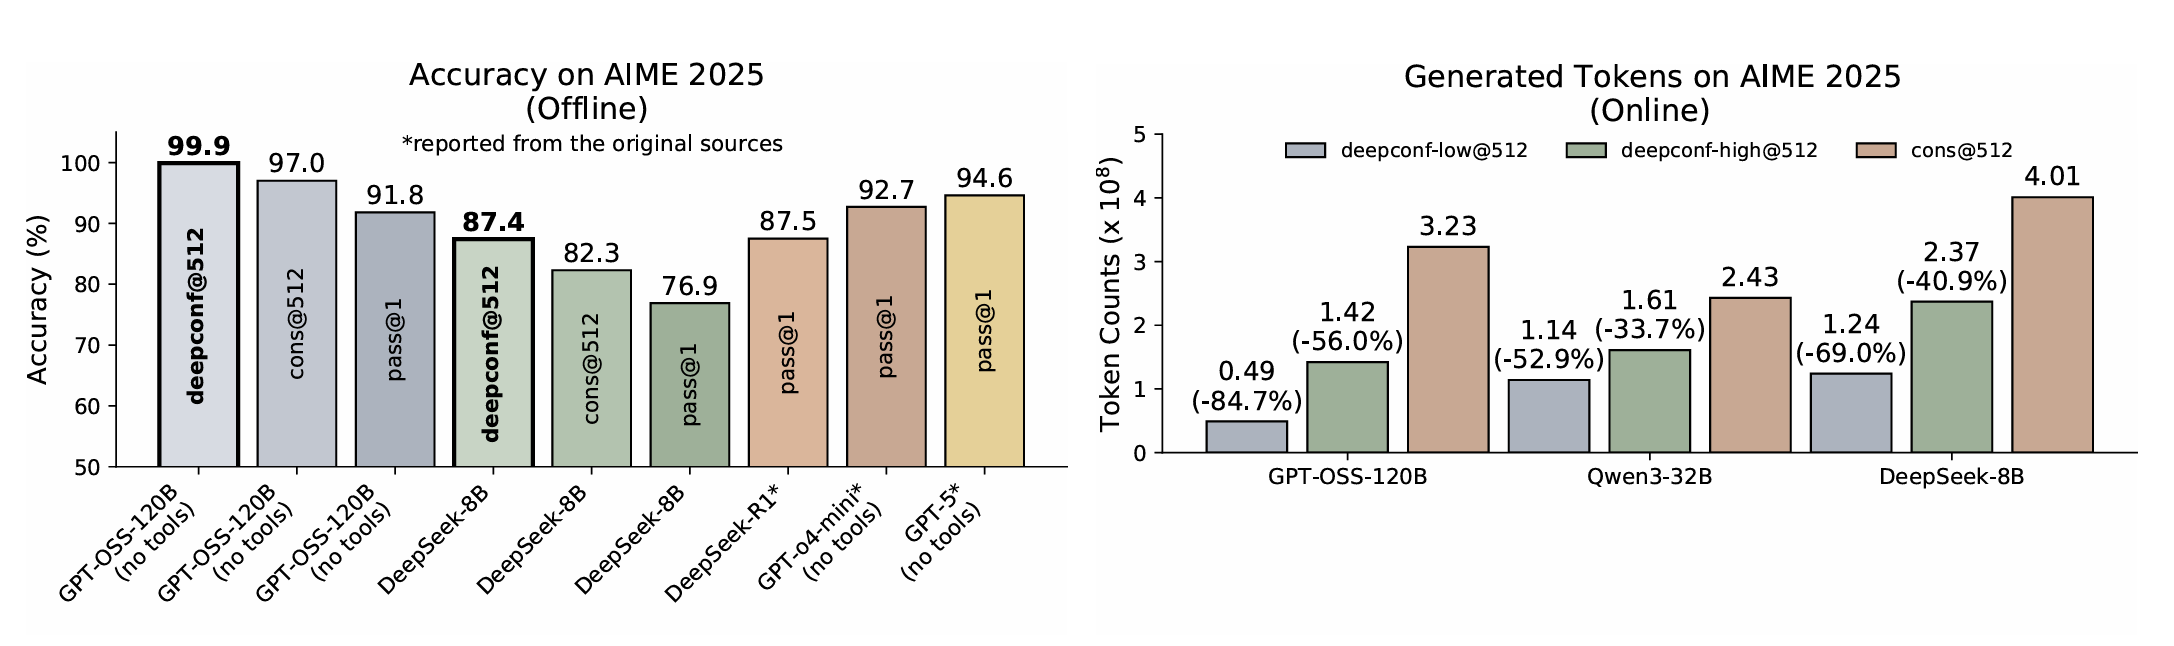 Accuracy on AIME 2025
(Offline)
*reported from the original sources
Accuracy (%)
100
90
80
70
60
50
99.9
97.0
91.8
87.4
82.3
76.9
87.5
92.7
94.6
deepconf@512
cons@512
pass@1
deepconf@512
cons@512
pass@1
pass@1
pass@1
pass@1
GPT-OSS-120B
(no tools)
GPT-OSS-120B
(no tools)
GPT-OSS-120B
(no tools)
DeepSeek-8B
DeepSeek-8B
DeepSeek-8B
DeepSeek-R1*
GPT-o4-mini*
(no tools)
GPT-5*
(no tools)
Generated Tokens on AIME 2025
(Online)
deepconf-low@512
deepconf-high@512
cons@512
Token Counts (x 10⁸)
5
4
3
2
1
0
0.49
(-84.7%)
1.42
(-56.0%)
3.23
1.14
(-52.9%)
1.61
(-33.7%)
2.43
1.24
(-69.0%)
2.37
(-40.9%)
4.01
GPT-OSS-120B
Qwen3-32B
DeepSeek-8B